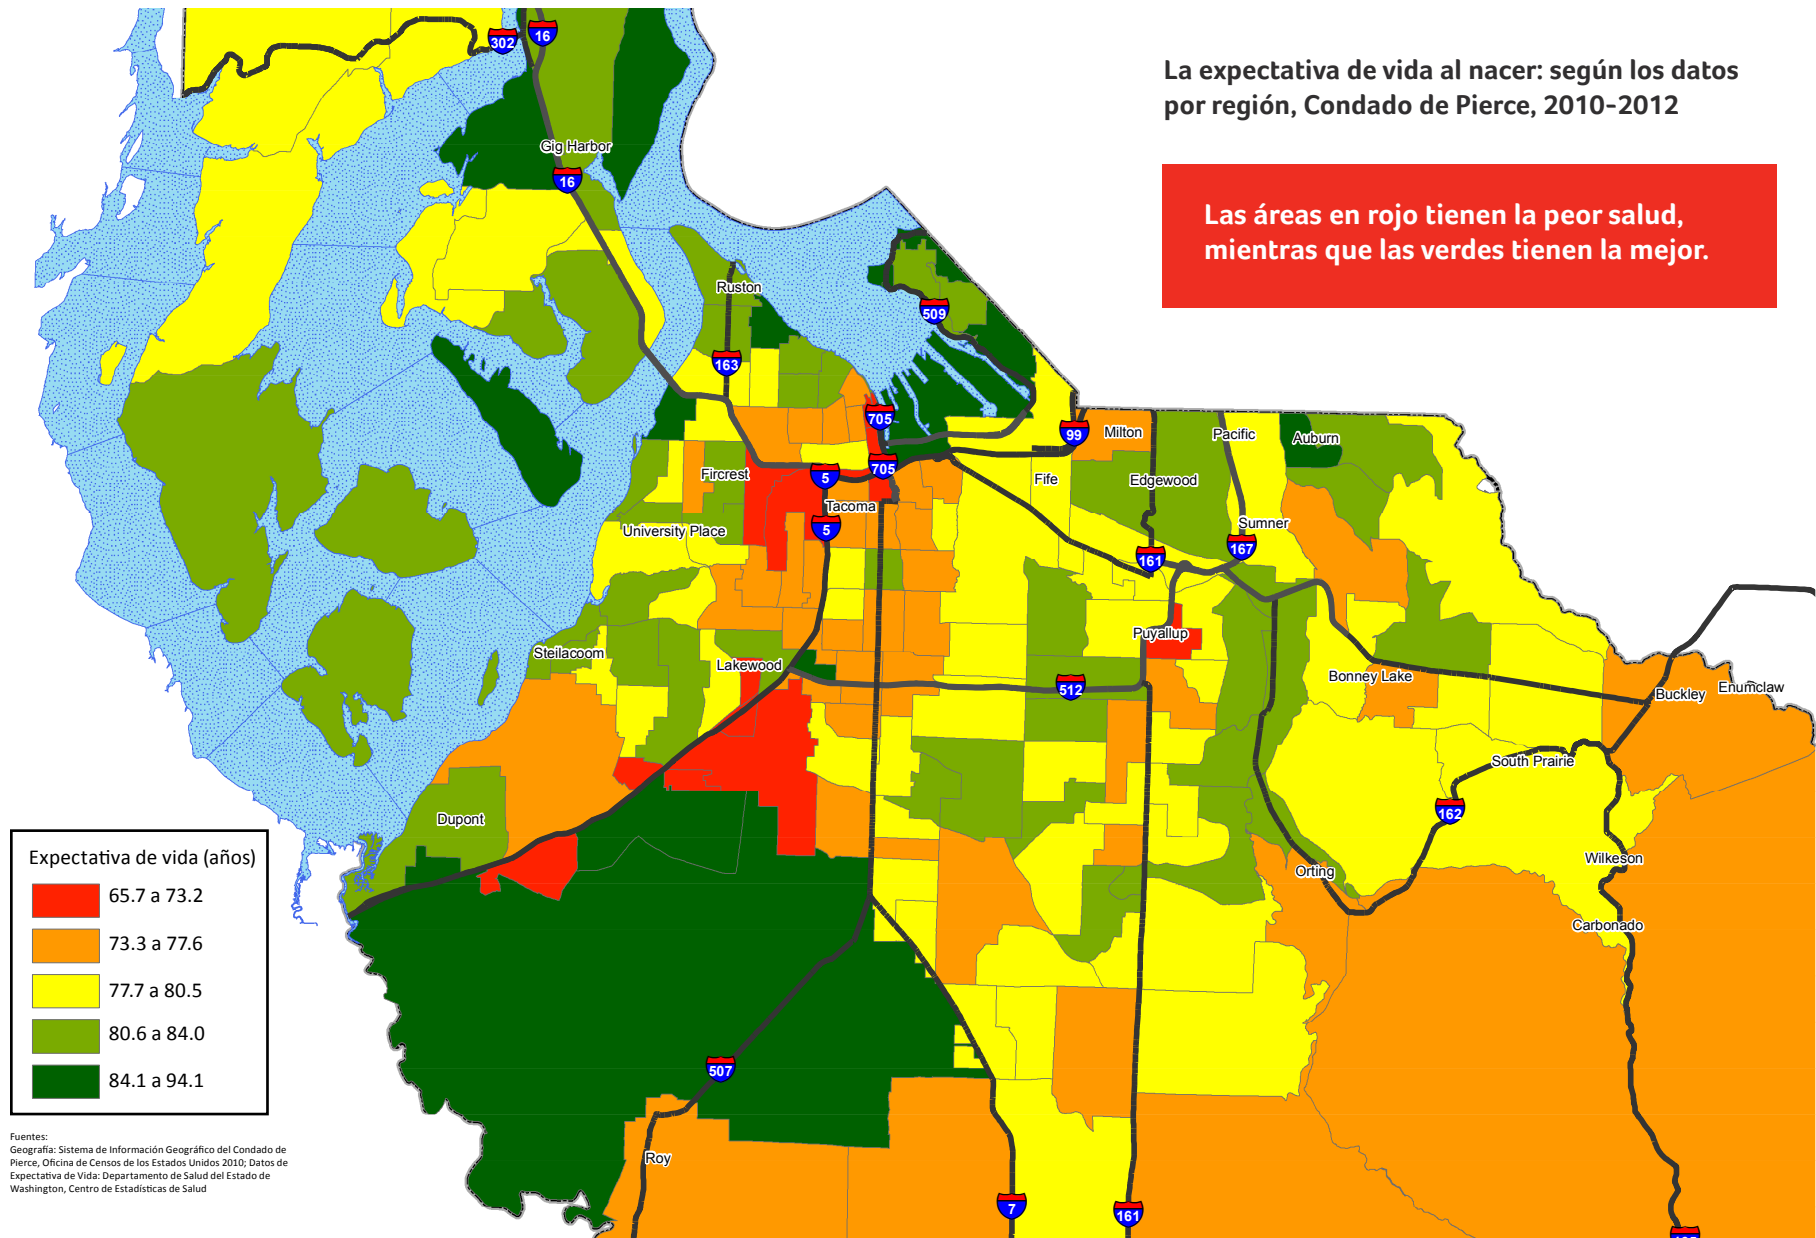 La expectativa de vida al nacer: según los datos
por región, Condado de Pierce, 2010-2012
Las áreas en rojo tienen la peor salud,
mientras que las verdes tienen la mejor.
302
16
Gig Harbor
16
Ruston
509
163
705
99
Milton
Pacific
Auburn
Fircrest
5
705
Fife
Edgewood
Tacoma
University Place
5
Sumner
161
167
Puyallup
Steilacoom
Lakewood
512
Bonney Lake
Buckley
Enumclaw
South Prairie
Dupont
162
Wilkeson
Orting
Carbonado
507
Roy
7
161
Expectativa de vida (años)
65.7 a 73.2
73.3 a 77.6
77.7 a 80.5
80.6 a 84.0
84.1 a 94.1
Fuentes:
Geografía: Sistema de Información Geográfico del Condado de
Pierce, Oficina de Censos de los Estados Unidos 2010; Datos de
Expectativa de Vida: Departamento de Salud del Estado de
Washington, Centro de Estadísticas de Salud